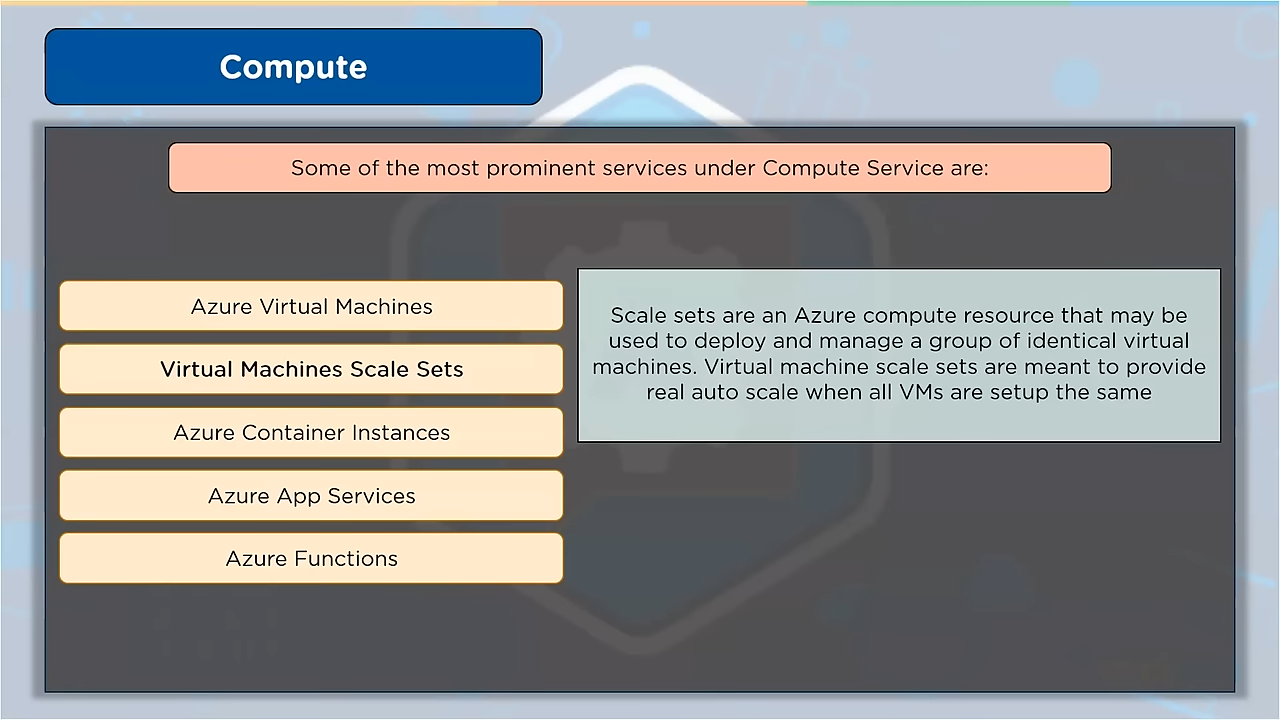 Compute
Some of the most prominent services under Compute Service are:
Azure Virtual Machines
Virtual Machines Scale Sets
Azure Container Instances
Azure App Services
Azure Functions
Scale sets are an Azure compute resource that may be
used to deploy and manage a group of identical virtual
machines. Virtual machine scale sets are meant to provide
real auto scale when all VMs are setup the same